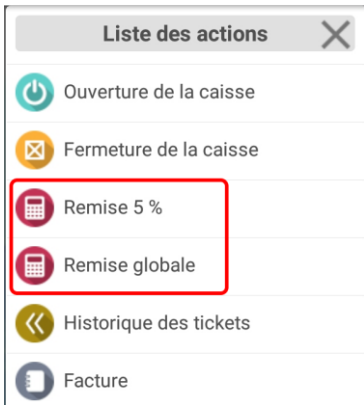 Liste des actions
Ouverture de la caisse
Fermeture de la caisse
Remise 5 %
Remise globale
Historique des tickets
Facture